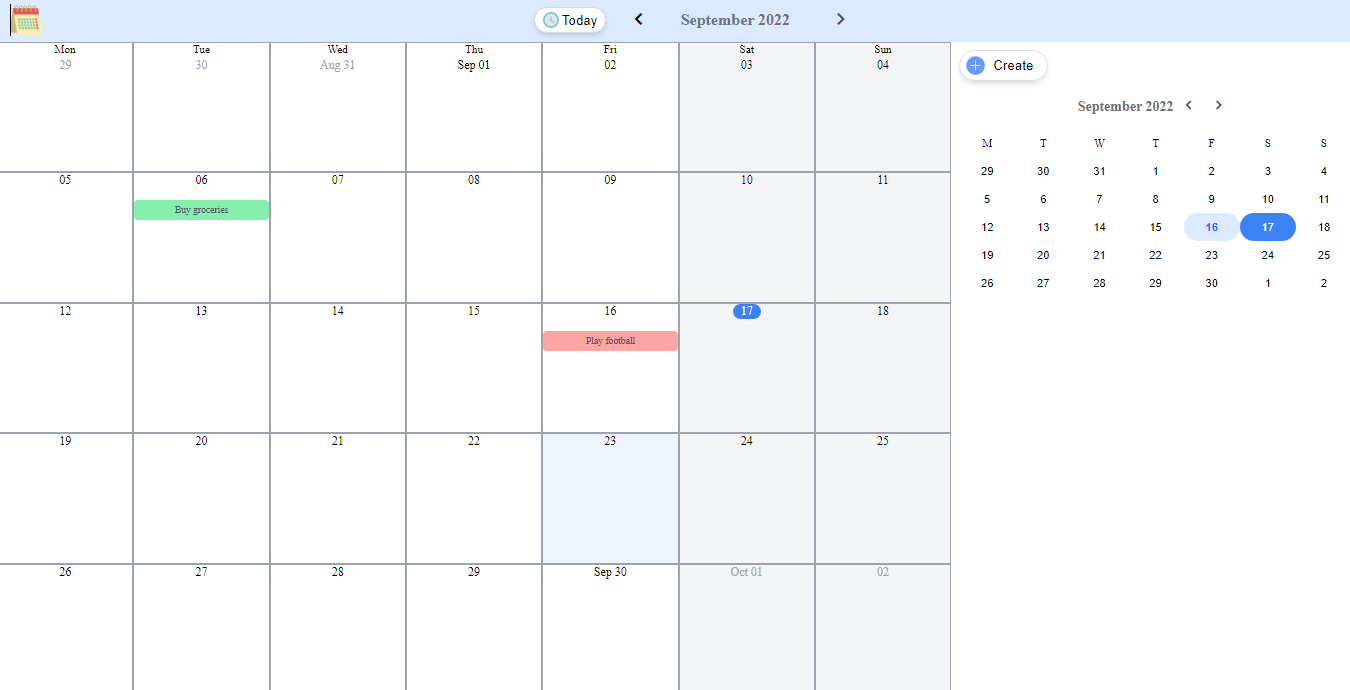 Today September 2022
Mon Tue Wed Thu Fri Sat Sun
29 30 Aug 31 Sep 01 02 03 04
05 06 07 08 09 10 11
Buy groceries
12 13 14 15 16 17 18
Play football
19 20 21 22 23 24 25
26 27 28 29 Sep 30 Oct 01 02
Create
September 2022
M T W T F S S
29 30 31 1 2 3 4
5 6 7 8 9 10 11
12 13 14 15 16 17 18
19 20 21 22 23 24 25
26 27 28 29 30 1 2